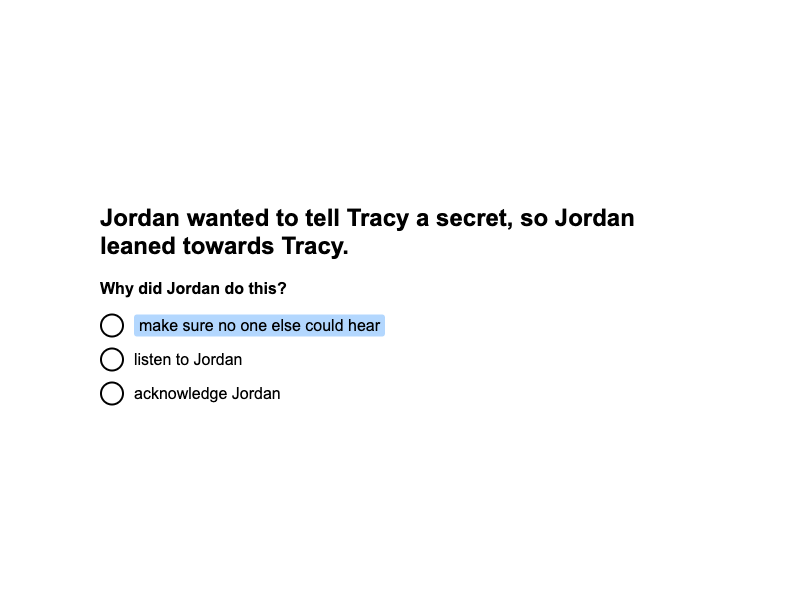 Jordan wanted to tell Tracy a secret, so Jordan
leaned towards Tracy.
Why did Jordan do this?
make sure no one else could hear
listen to Jordan
acknowledge Jordan